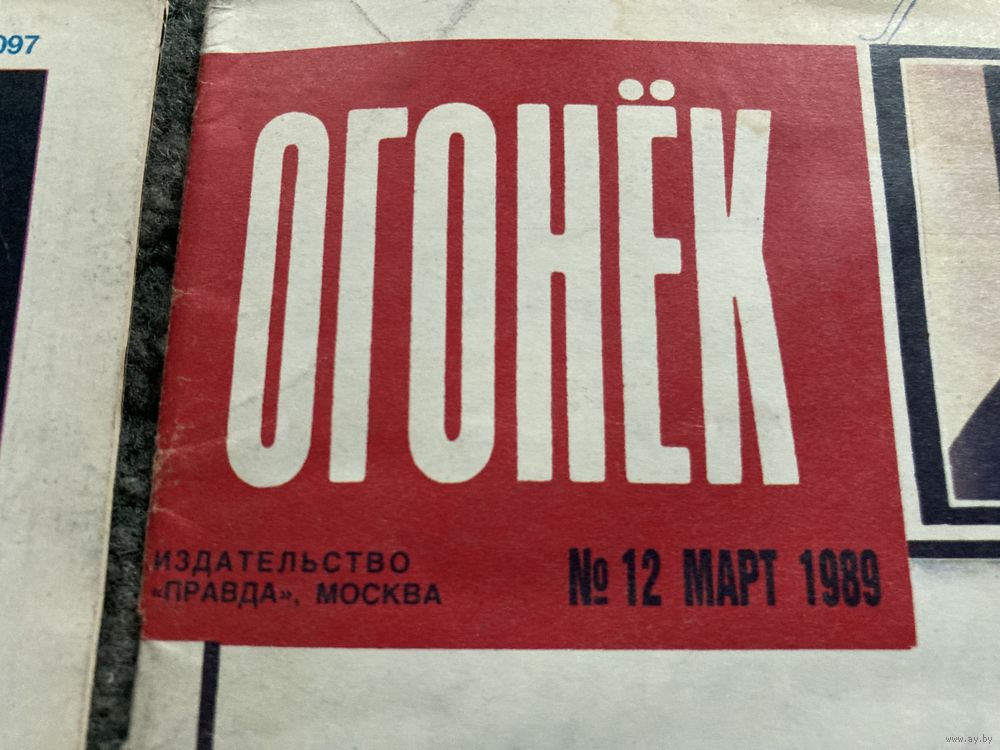 097
ОГОНЁК
ИЗДАТЕЛЬСТВО
«ПРАВДА», МОСКВА
№ 12 МАРТ 1989
www.ay.by